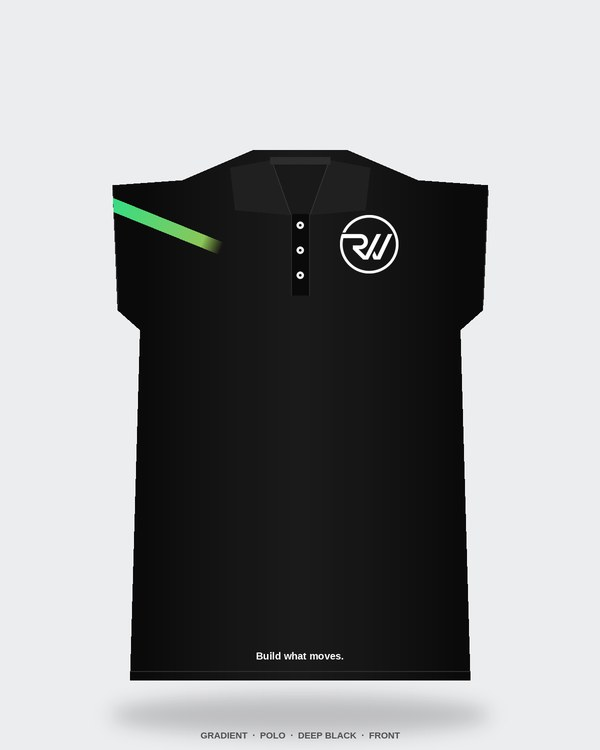 RW
Build what moves.
GRADIENT · POLO · DEEP BLACK · FRONT